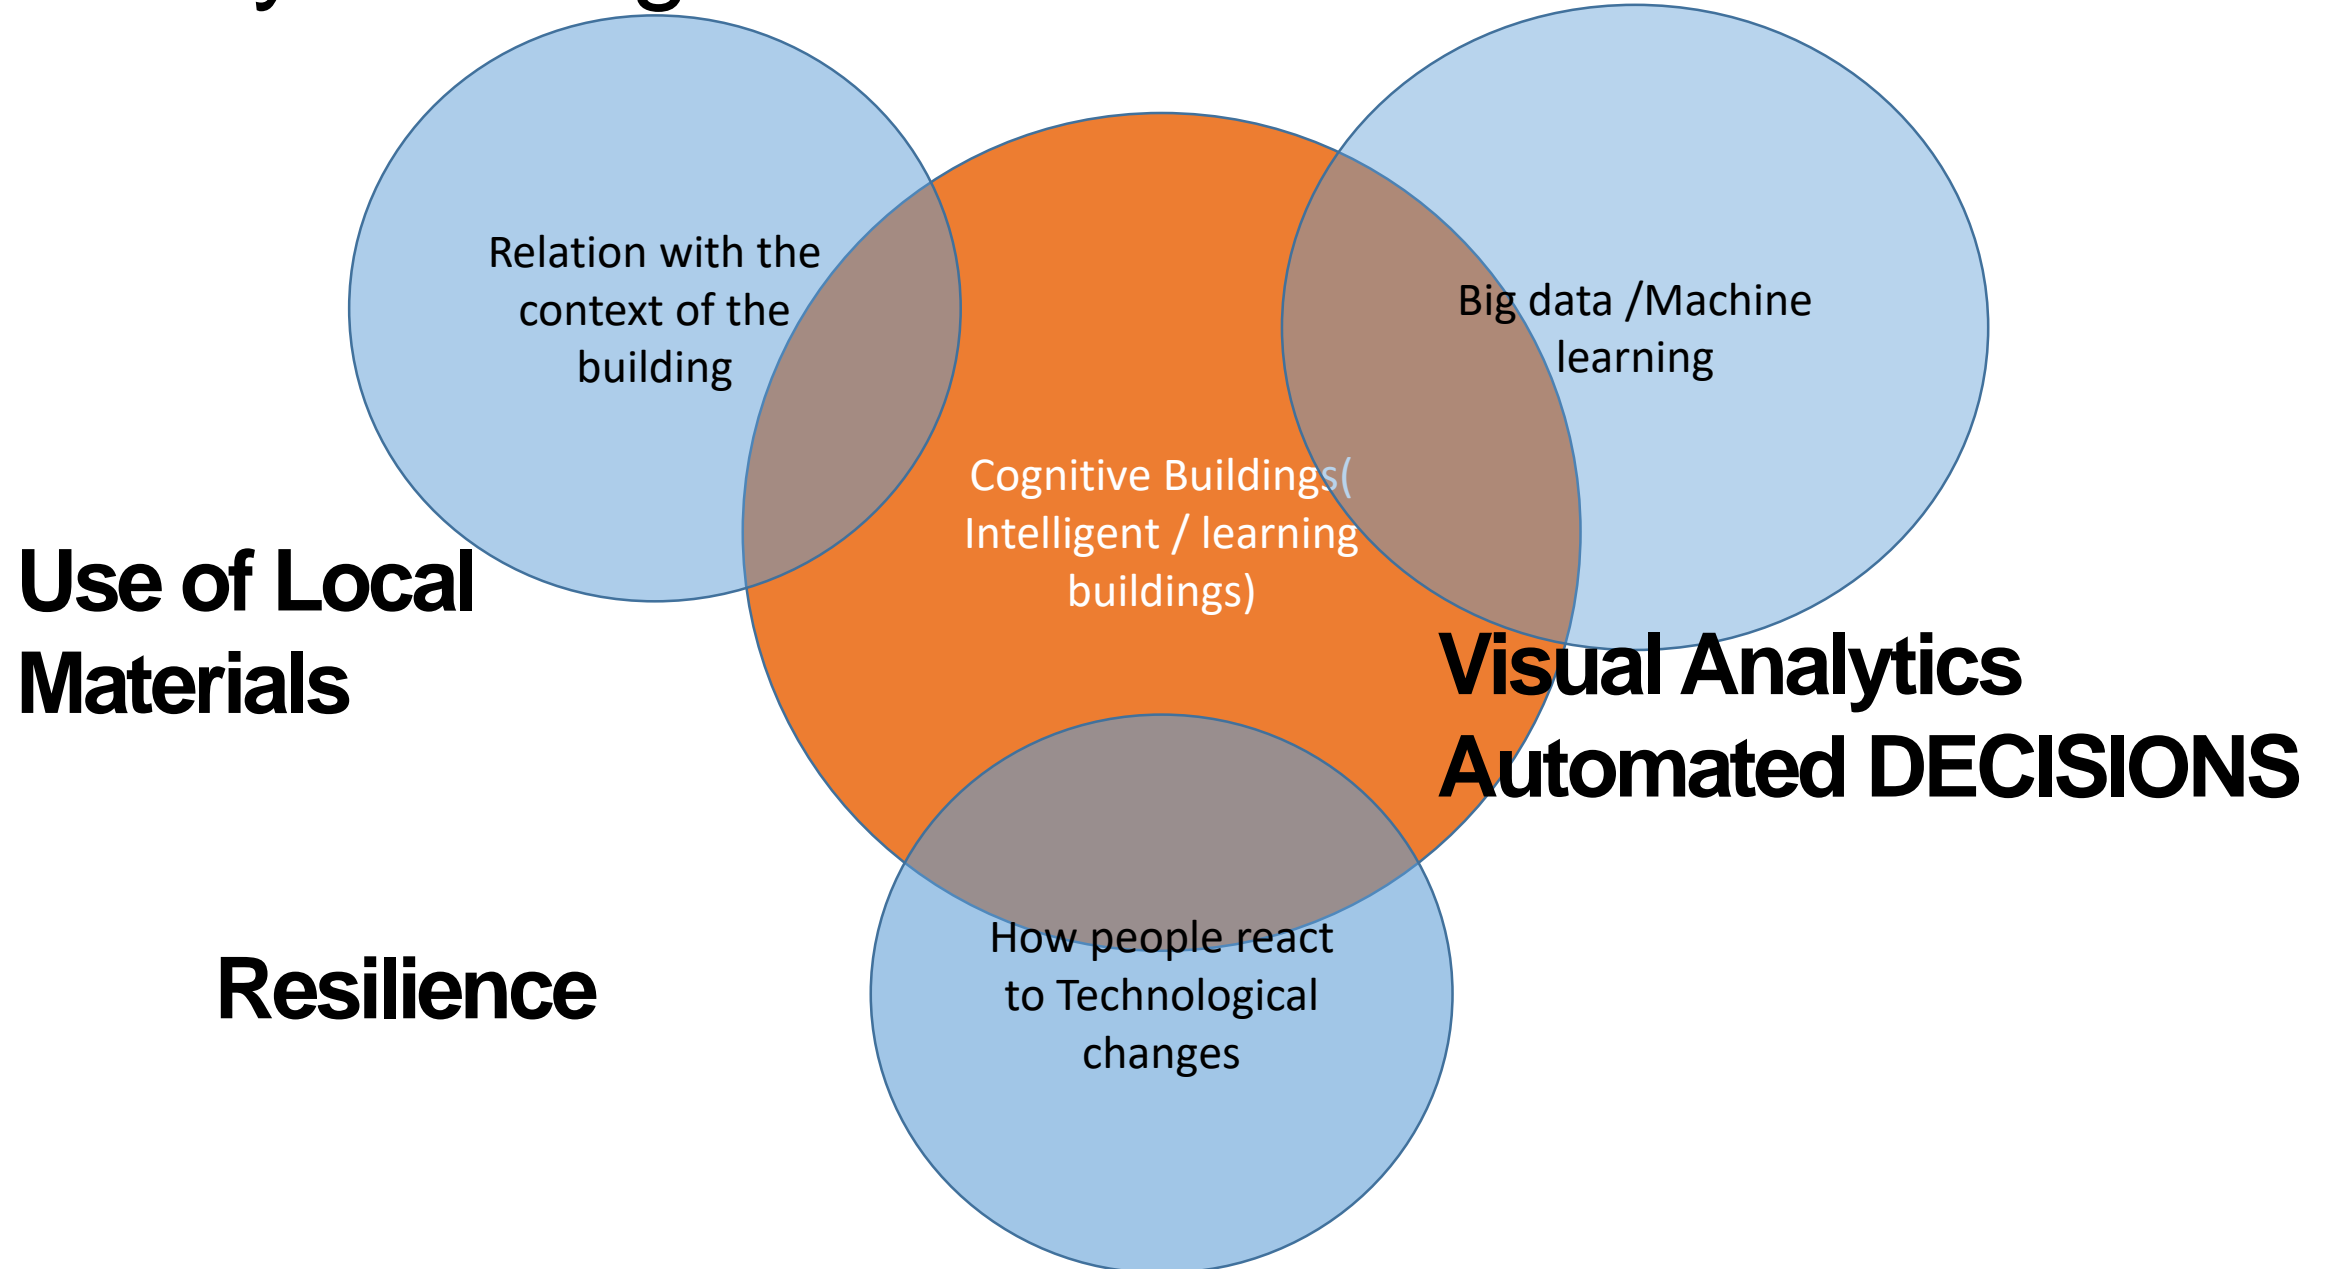 Relation with the
context of the
building
Big data /Machine
learning
Cognitive Buildings(
Intelligent / learning
buildings)
Use of Local
Materials
Visual Analytics
Automated DECISIONS
How people react
to Technological
changes
Resilience